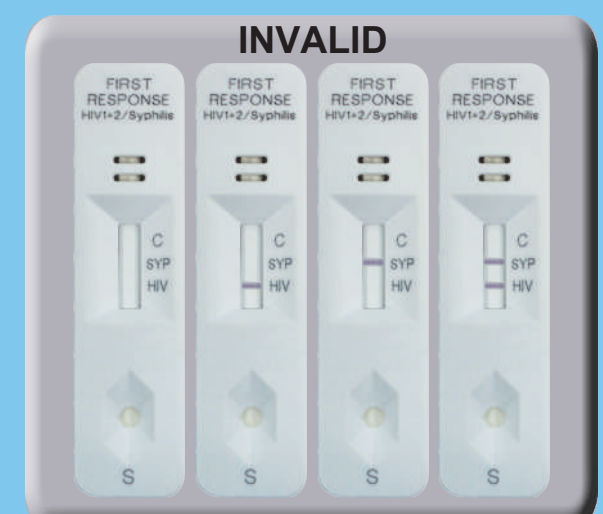 INVALID
FIRST
RESPONSE
HIV1+2/Syphilis
C
SYP
HIV
S
FIRST
RESPONSE
HIV1+2/Syphilis
C
SYP
HIV
S
FIRST
RESPONSE
HIV1+2/Syphilis
C
SYP
HIV
S
FIRST
RESPONSE
HIV1+2/Syphilis
C
SYP
HIV
S